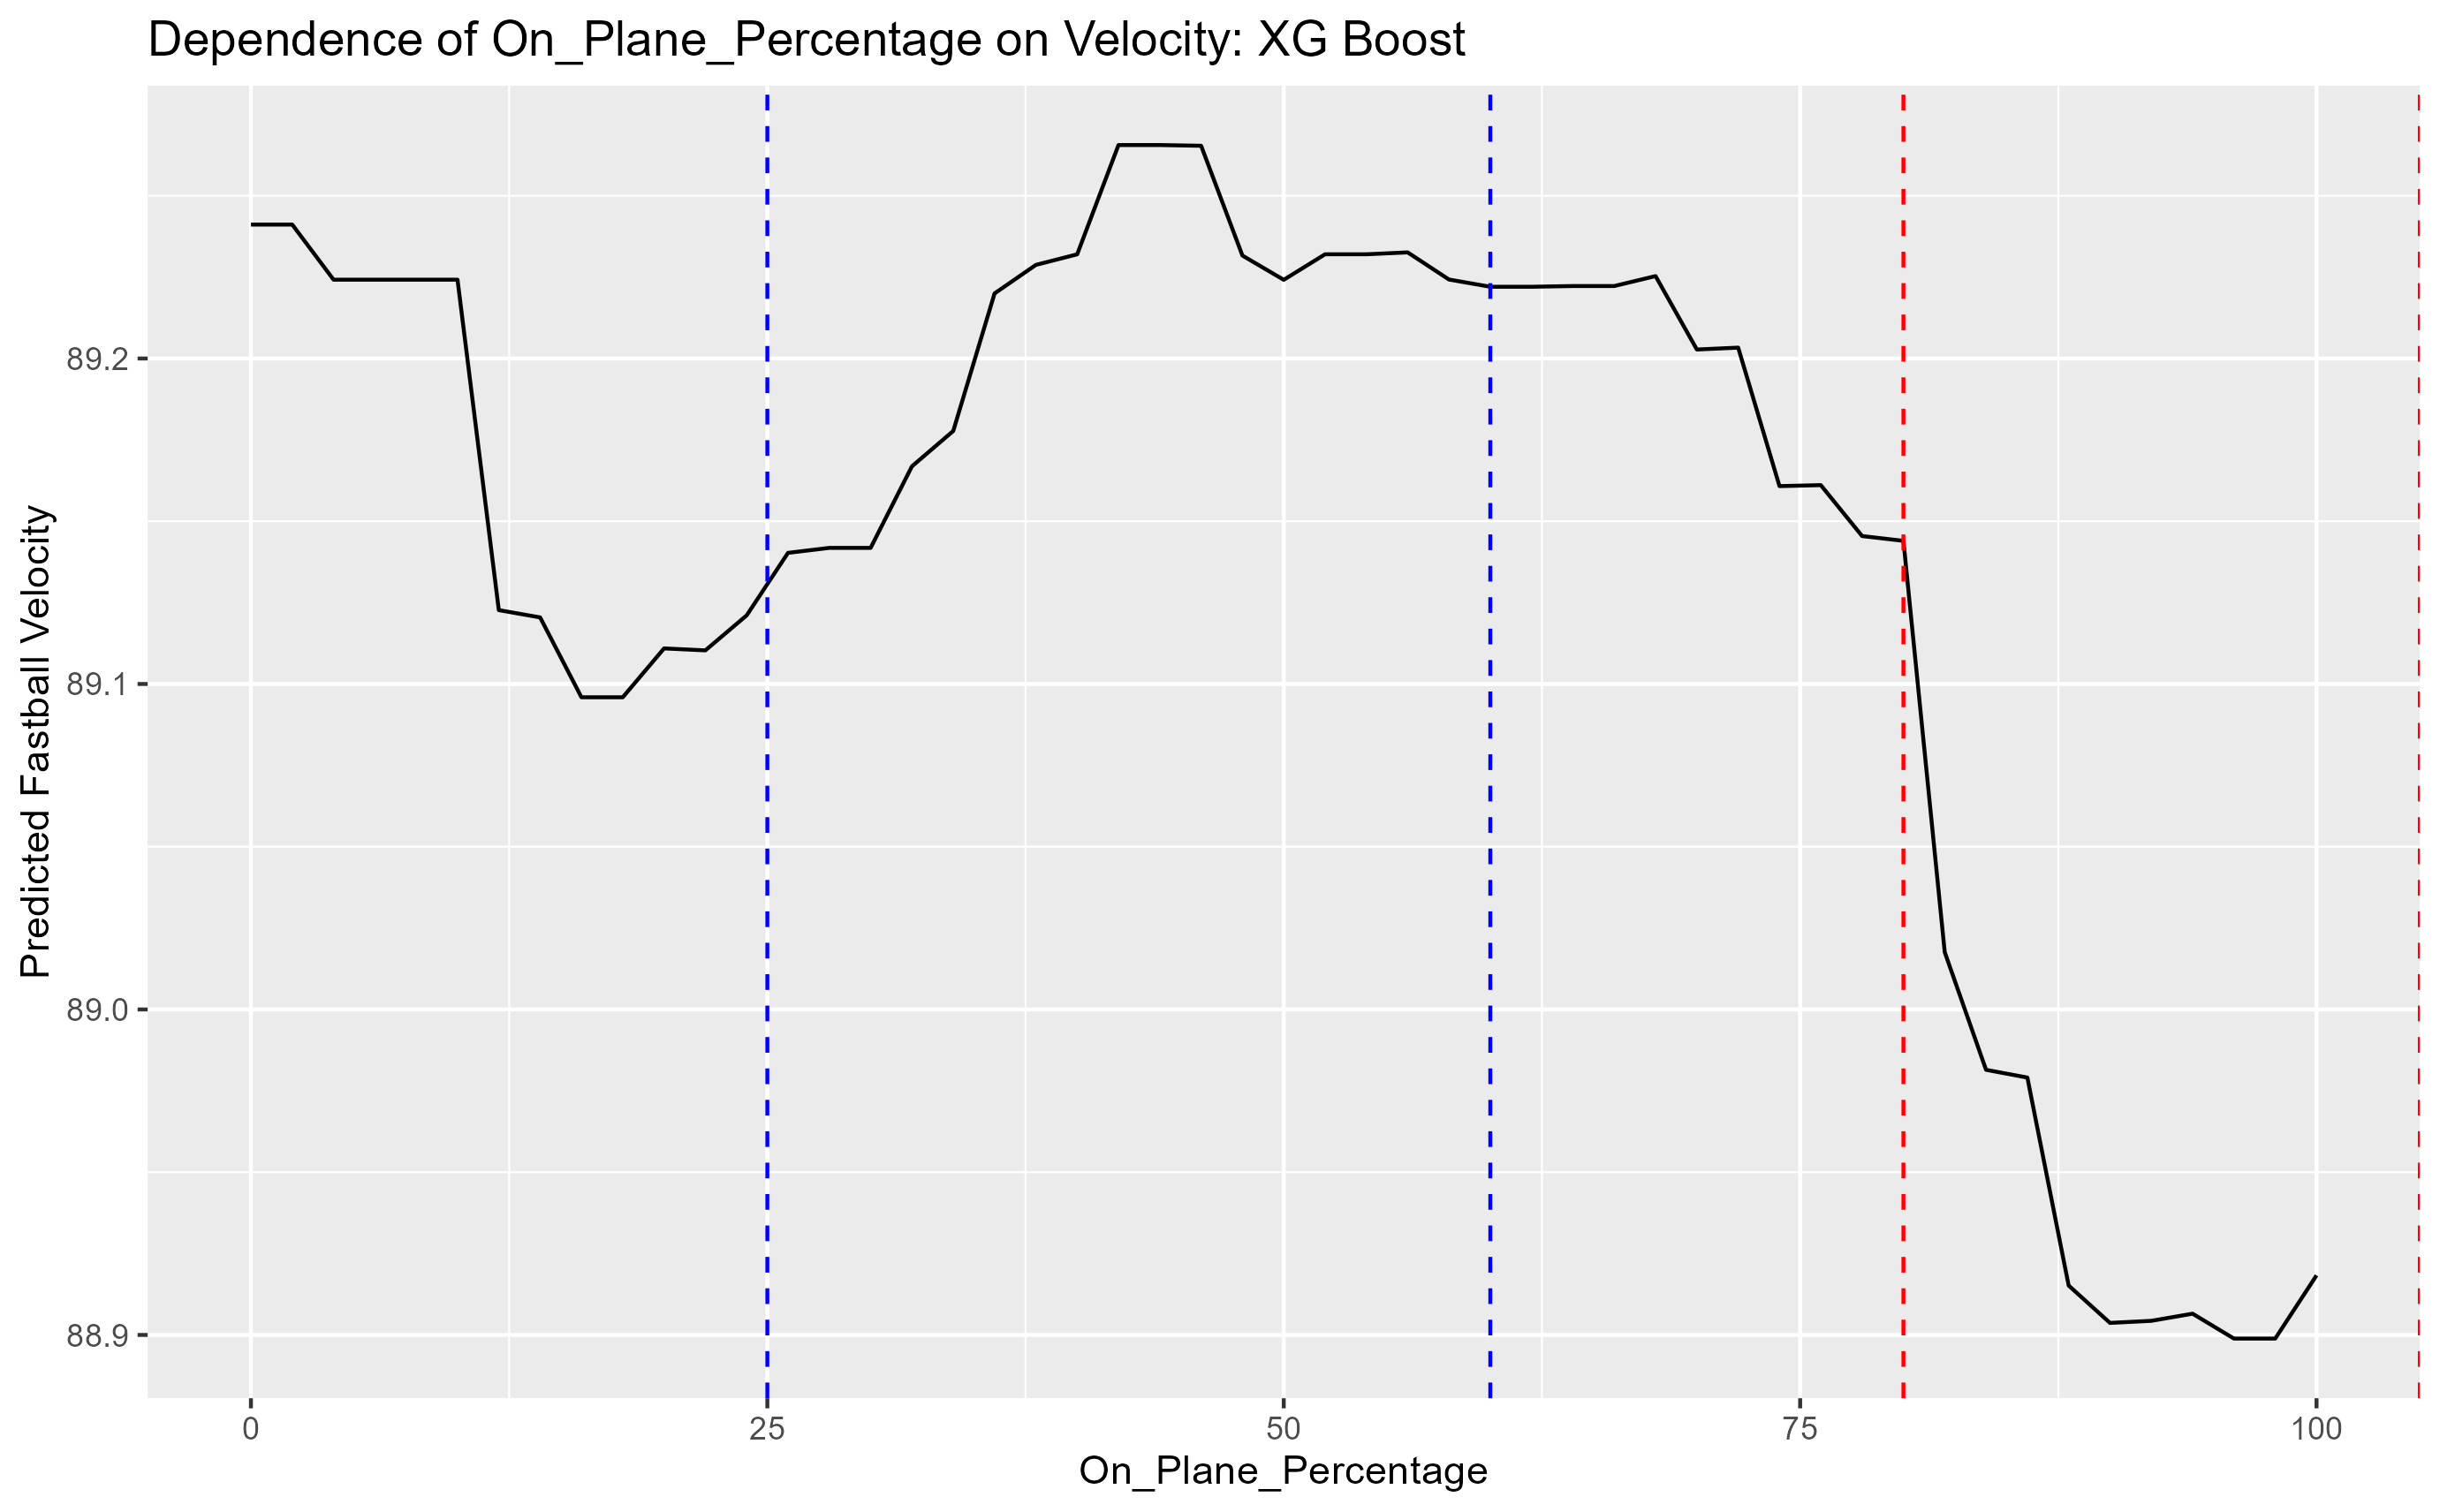 Dependence of On_Plane_Percentage on Velocity: XG Boost
Predicted Fastball Velocity
89.2
89.1
89.0
88.9
0 25 50 75 100
On_Plane_Percentage